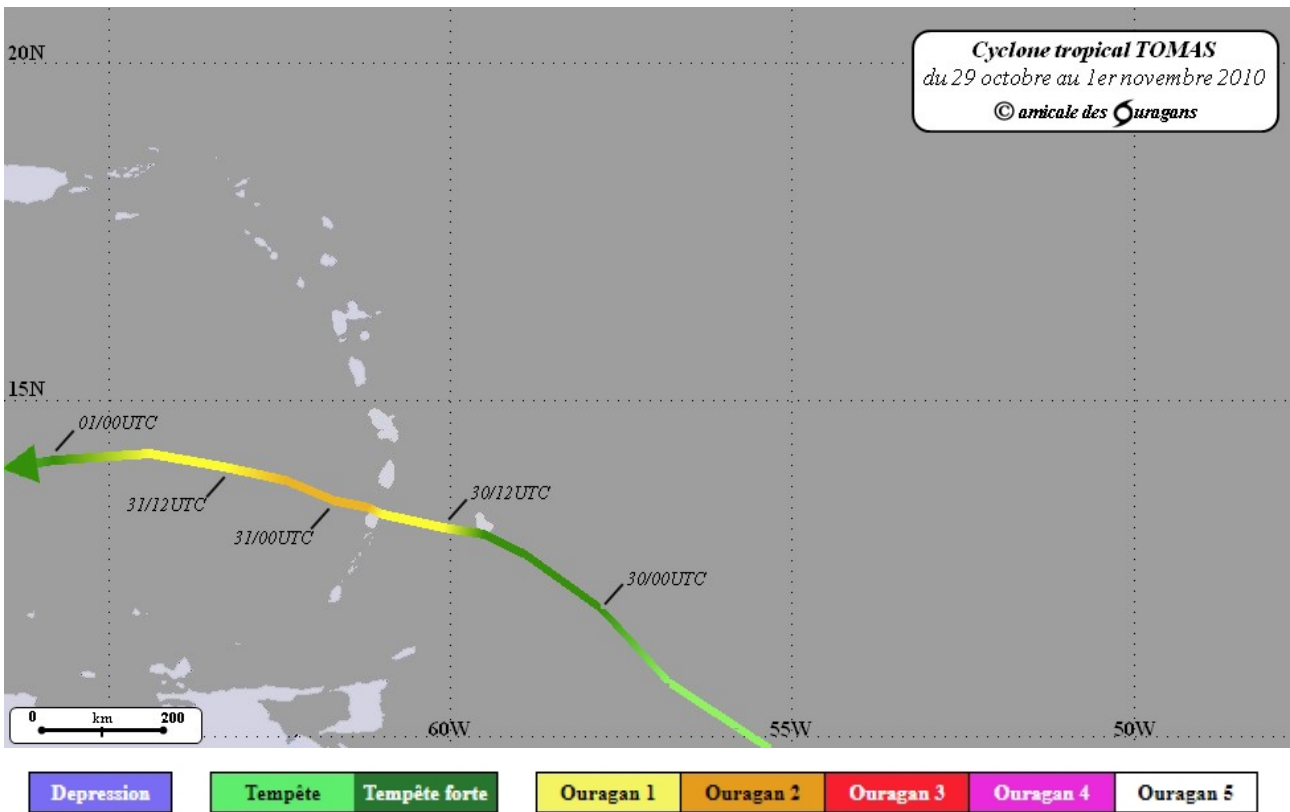 20N
Cyclone tropical TOMAS
du 29 octobre au 1er novembre 2010
© amicale des Ouragans
15N
01/00UTC
31/12UTC
31/00UTC
30/12UTC
30/00UTC
0 km 200
60W
55W
50W
Depression
Tempête
Tempête forte
Ouragan 1
Ouragan 2
Ouragan 3
Ouragan 4
Ouragan 5